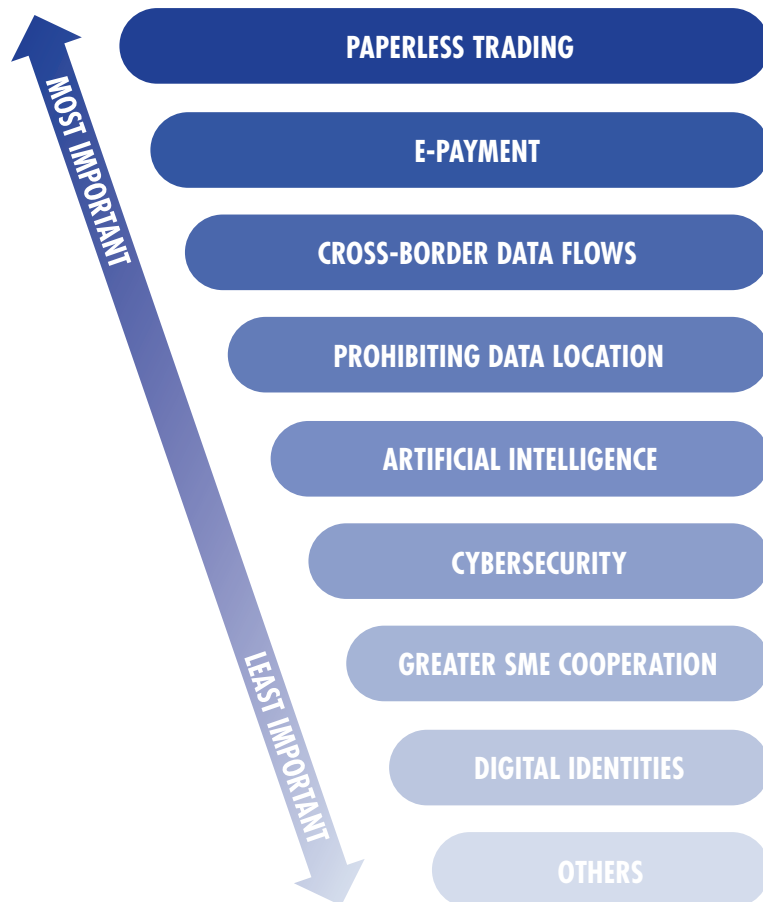 MOST IMPORTANT
PAPERLESS TRADING
E-PAYMENT
CROSS-BORDER DATA FLOWS
PROHIBITING DATA LOCATION
ARTIFICIAL INTELLIGENCE
CYBERSECURITY
GREATER SME COOPERATION
DIGITAL IDENTITIES
OTHERS
LEAST IMPORTANT